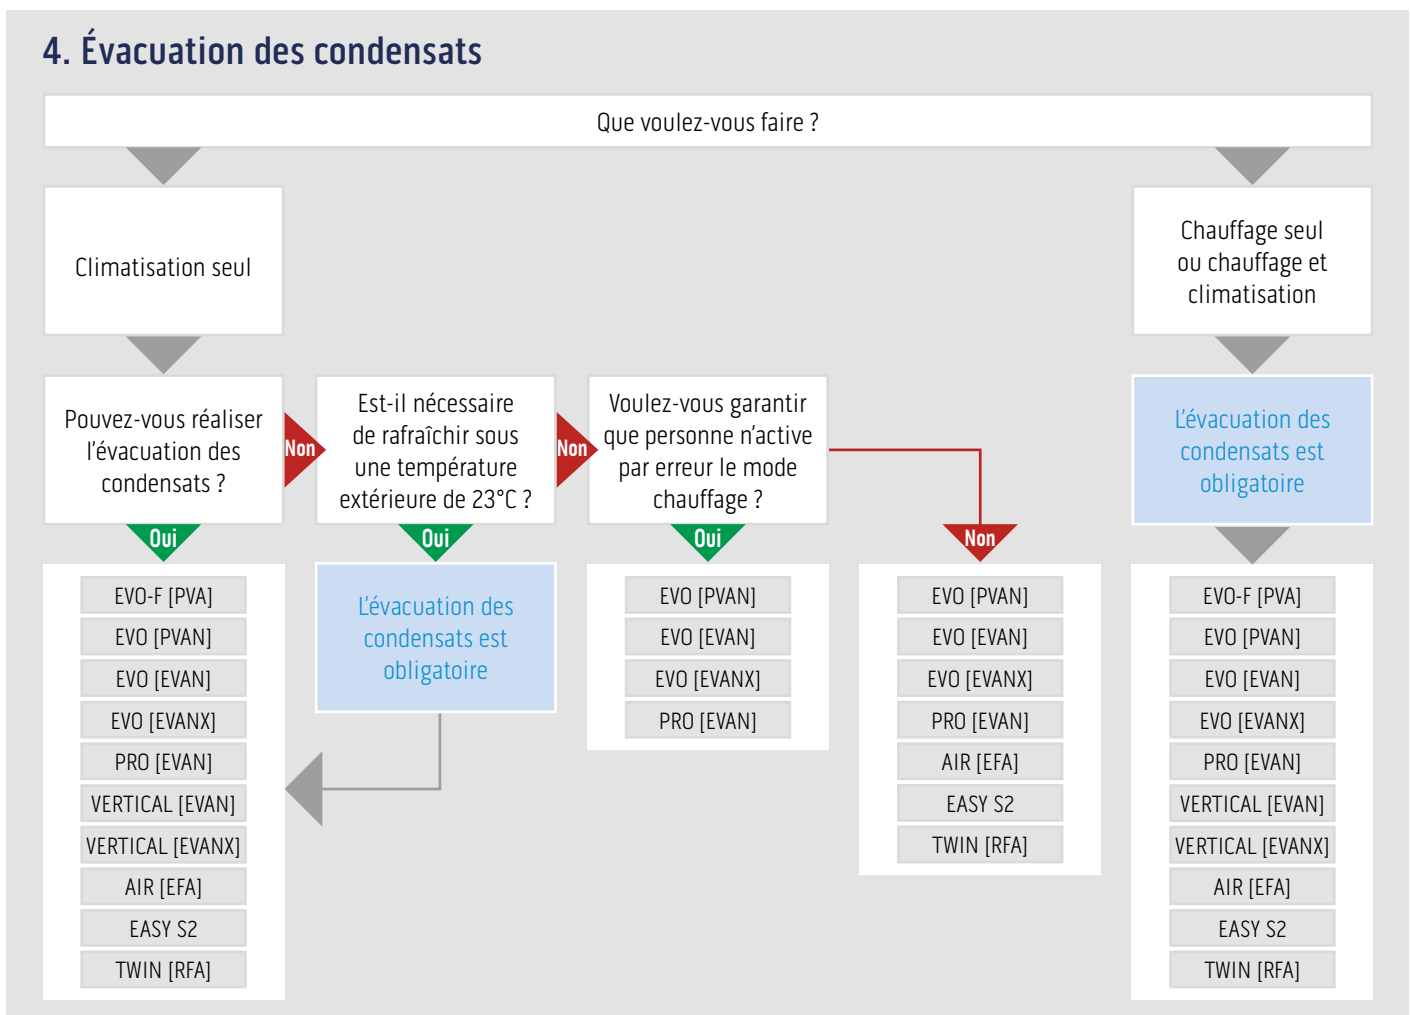 4. Évacuation des condensats
Que voulez-vous faire ?
Climatisation seul
Chauffage seul
ou chauffage et
climatisation
Pouvez-vous réaliser
l'évacuation des
condensats ?
Non
Est-il nécessaire
de rafraîchir sous
une température
extérieure de 23°C ?
Non
Voulez-vous garantir
que personne n'active
par erreur le mode
chauffage ?
L'évacuation des
condensats est
obligatoire
Oui
Oui
Oui
Non
EVO-F [PVA]
EVO [PVAN]
EVO [EVAN]
EVO [EVANX]
PRO [EVAN]
VERTICAL [EVAN]
VERTICAL [EVANX]
AIR [EFA]
EASY S2
TWIN [RFA]
L'évacuation des
condensats est
obligatoire
EVO [PVAN]
EVO [EVAN]
EVO [EVANX]
PRO [EVAN]
EVO [PVAN]
EVO [EVAN]
EVO [EVANX]
PRO [EVAN]
AIR [EFA]
EASY S2
TWIN [RFA]
EVO-F [PVA]
EVO [PVAN]
EVO [EVAN]
EVO [EVANX]
PRO [EVAN]
VERTICAL [EVAN]
VERTICAL [EVANX]
AIR [EFA]
EASY S2
TWIN [RFA]